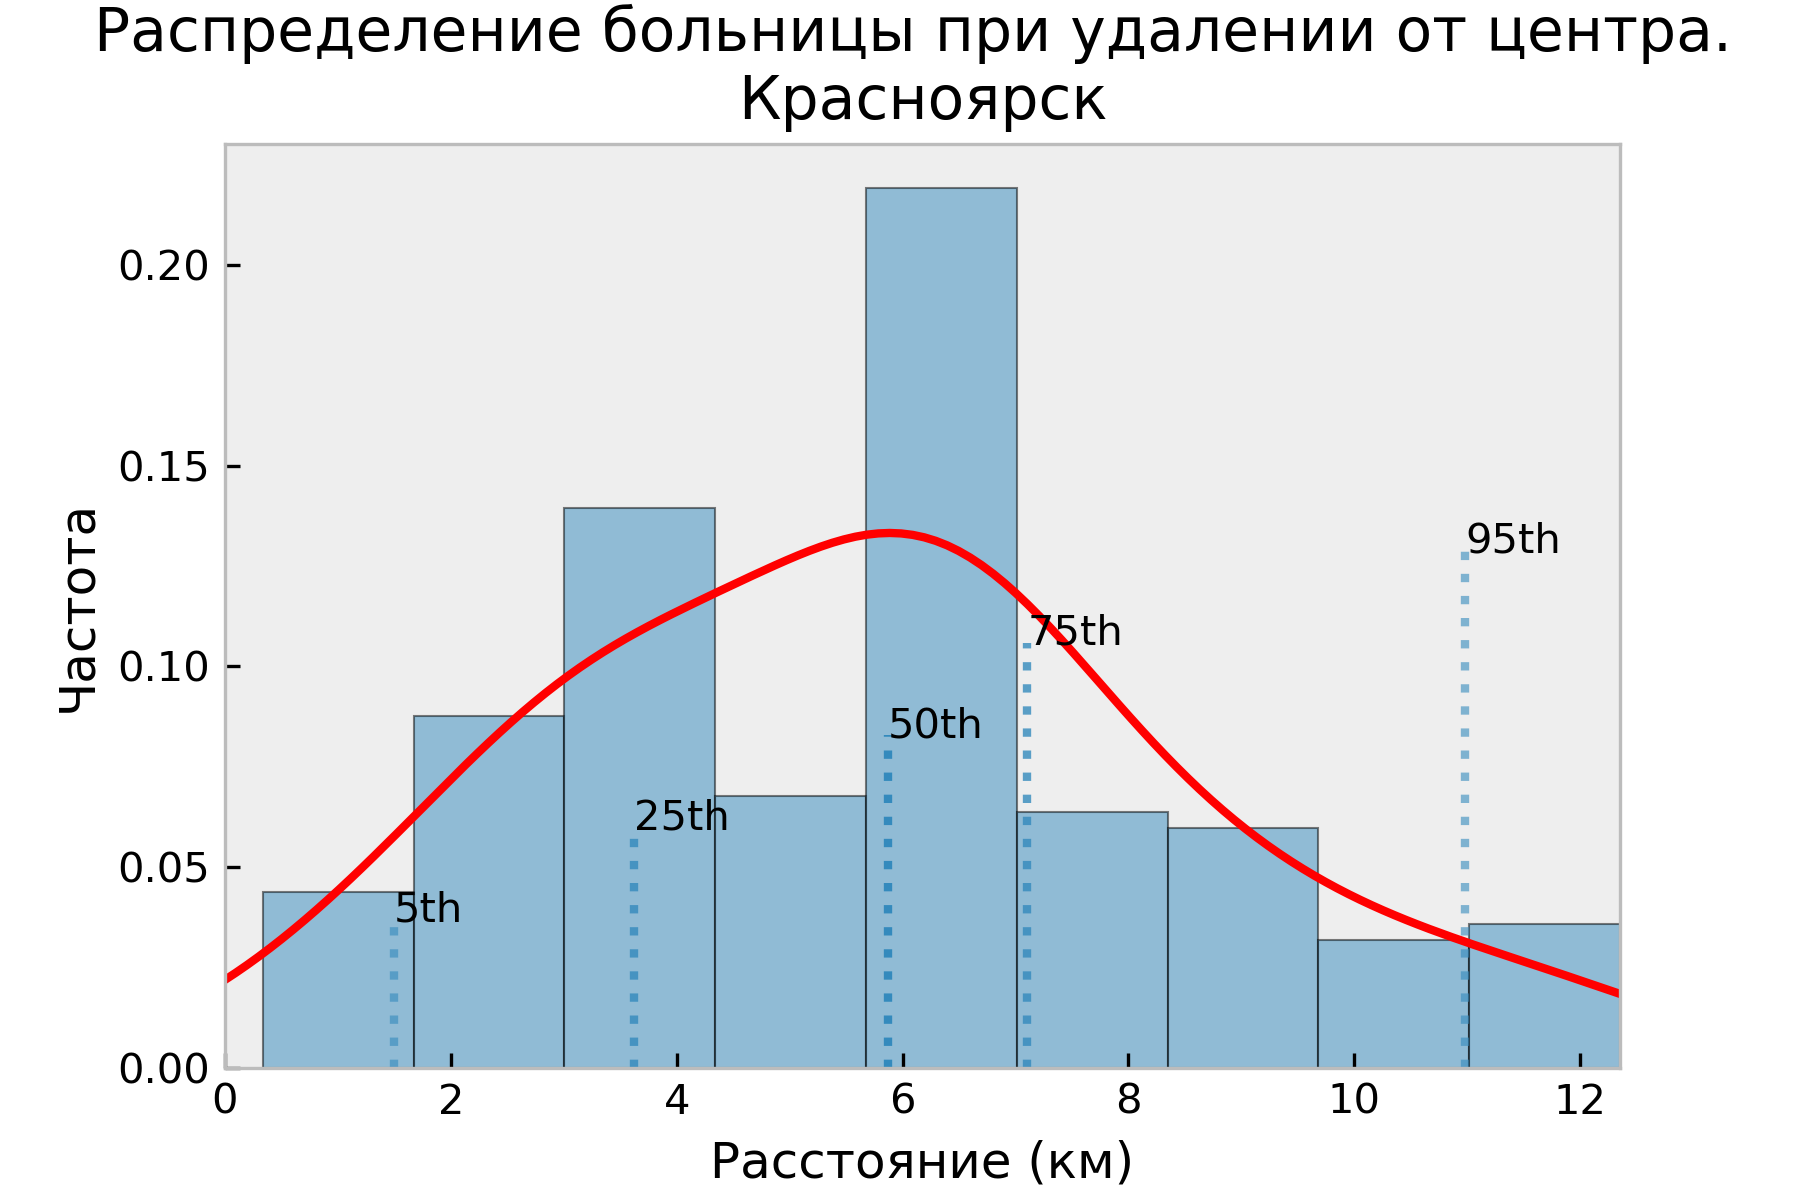 Распределение больницы при удалении от центра.
Красноярск
Частота
0.20
0.15
0.10
0.05
0.00
95th
75th
50th
25th
5th
0 2 4 6 8 10 12
Расстояние (км)